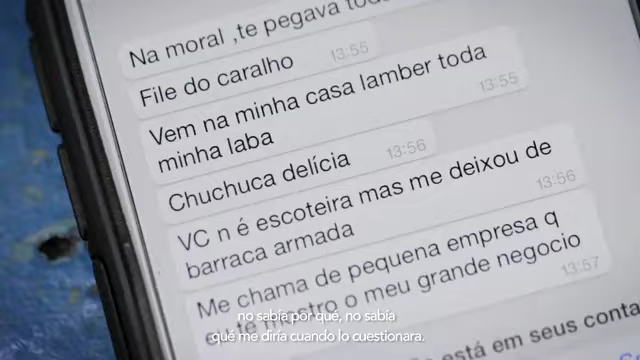 Na moral ,te pegava toda
File do caralho
13:55
Vem na minha casa lamber toda
minha laba
13:55
Chuchuca delícia
13:56
VC n é escoteira mas me deixou de
barraca armada
13:56
Me chama de pequena empresa q
eu te mostro o meu grande negocio
13:57
está em seus conta
no sabía por qué, no sabía
qué me diría cuando lo cuestionara.